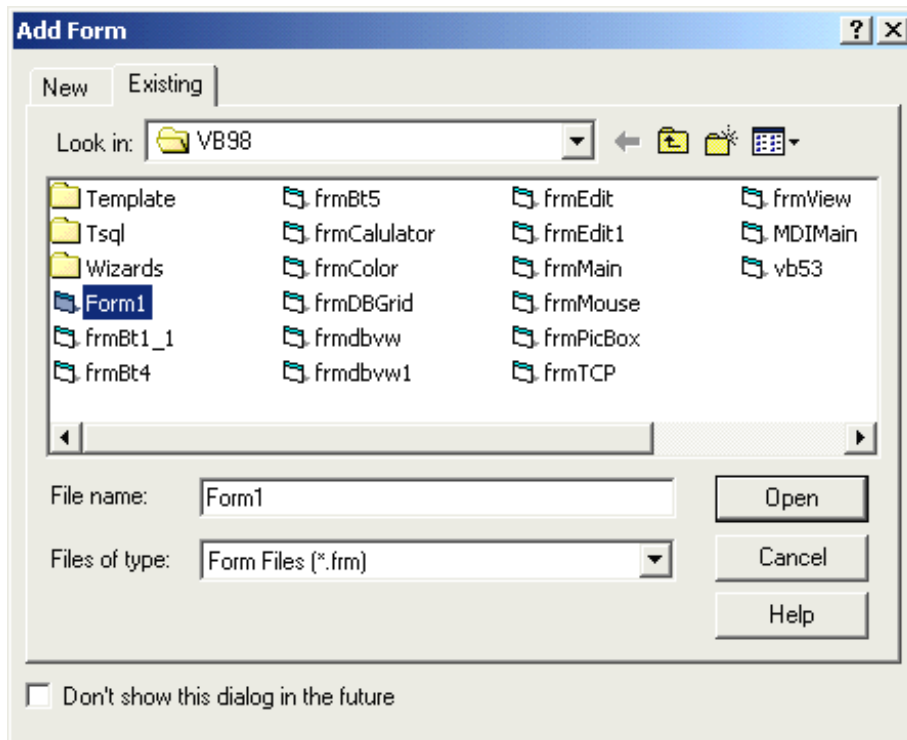 Add Form
New Existing
Look in: VB98
Template frmBt5 frmEdit frmView
Tsql frmCalulator frmEdit1 MDIMain
Wizards frmColor frmMain vb53
Form1 frmDBGrid frmMouse
frmBt1_1 frmdbvw frmPicBox
frmBt4 frmdbvw1 frmTCP
File name: Form1 Open
Files of type: Form Files (*.frm) Cancel
Help
Don't show this dialog in the future